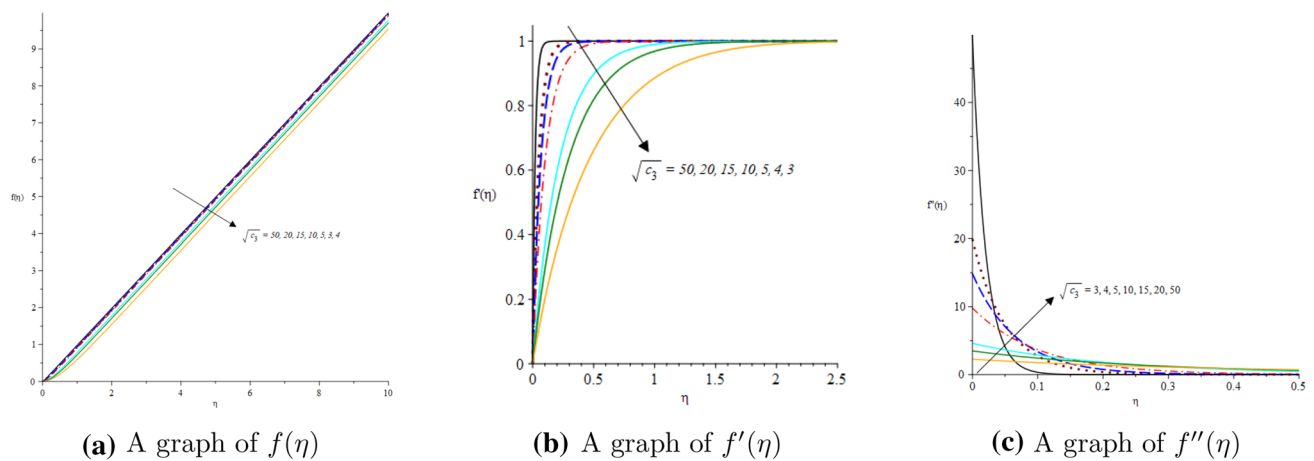 9
8
7
6
5
f(η)
4
3
2
1
0
0 2 4 6 8 10
η
√c₃ = 50, 20, 15, 10, 5, 3, 4
(a) A graph of f(η)
1
0.8
0.6
f'(η)
0.4
0.2
0
0 0.5 1 1.5 2 2.5
η
√c₃ = 50, 20, 15, 10, 5, 4, 3
(b) A graph of f′(η)
40
30
f''(η)
20
10
0
0 0.1 0.2 0.3 0.4 0.5
η
√c₃ = 3, 4, 5, 10, 15, 20, 50
(c) A graph of f″(η)